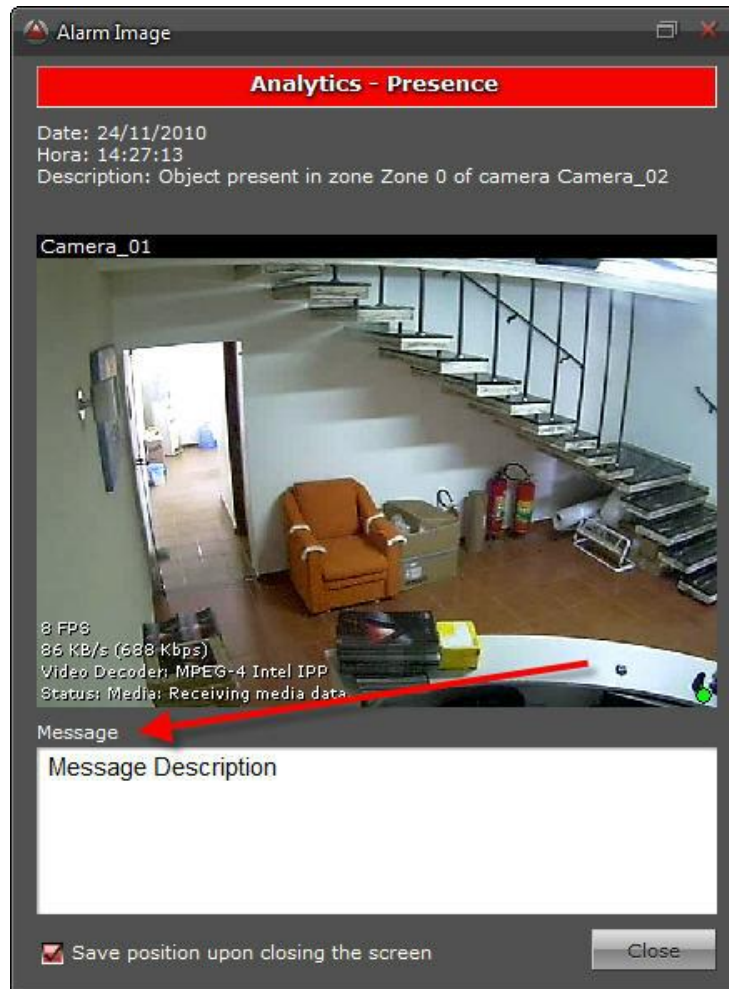 Alarm Image
Analytics - Presence
Date: 24/11/2010
Hora: 14:27:13
Description: Object present in zone Zone 0 of camera Camera_02
Camera_01
8 FPS
86 KB/s (688 Kbps)
Video Decoder: MPEG-4 Intel IPP
Status: Media: Receiving media data
Message
Message Description
Save position upon closing the screen
Close